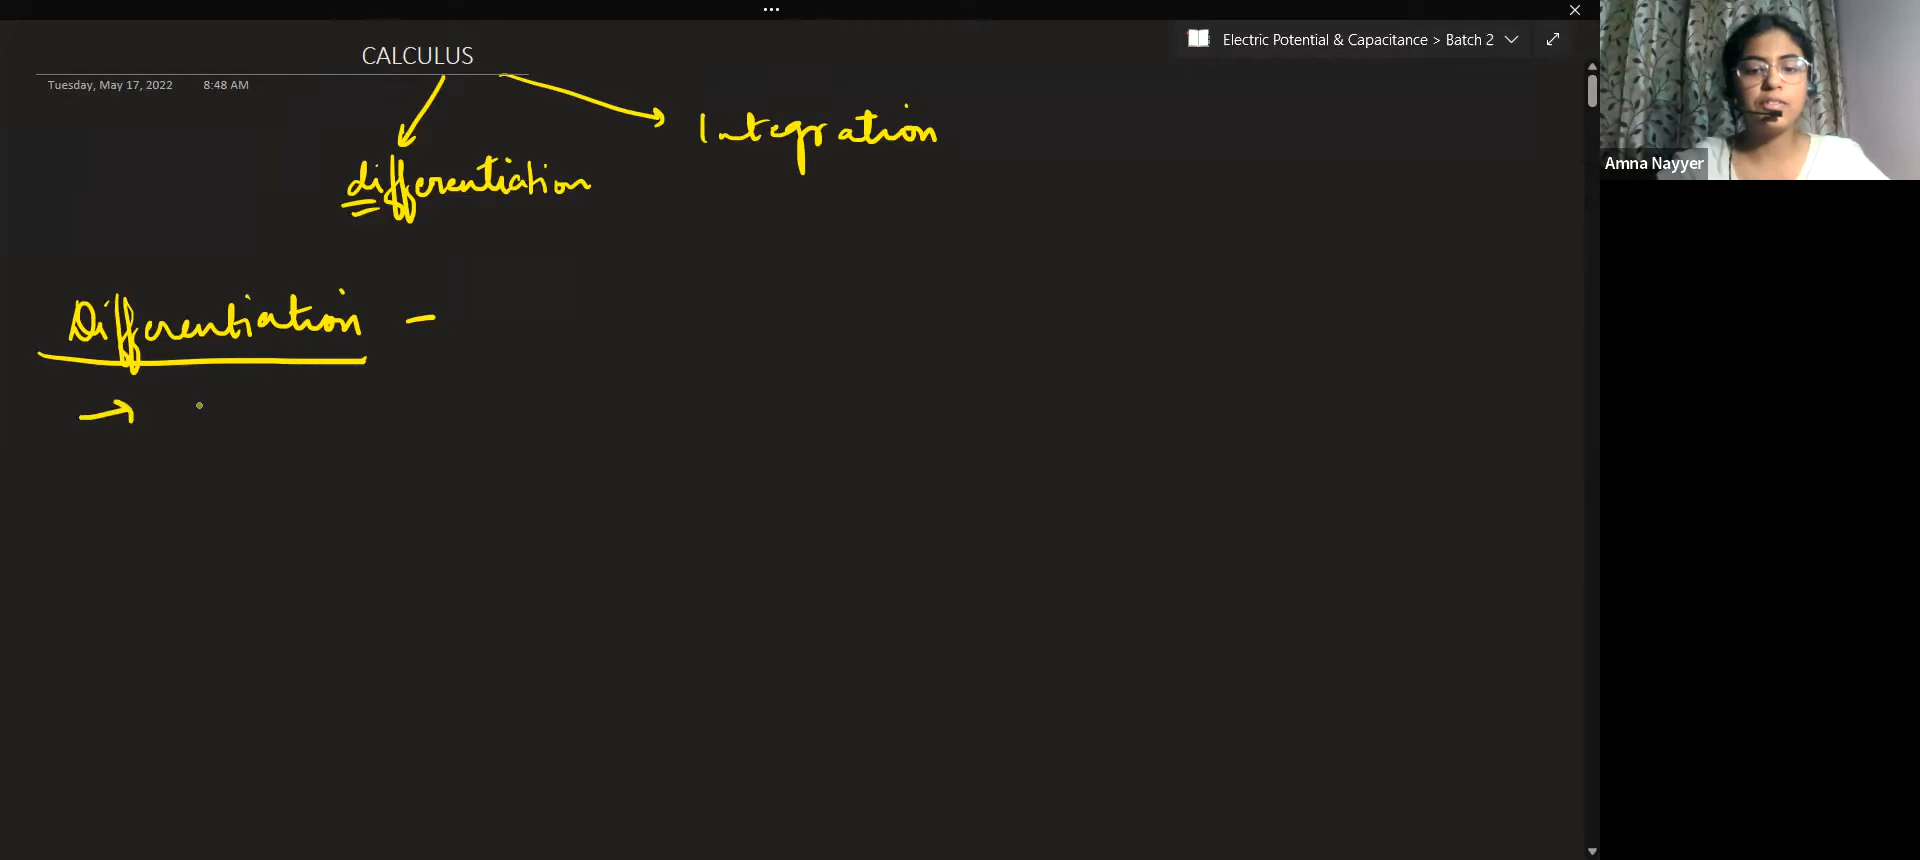 Electric Potential & Capacitance > Batch 2
CALCULUS
Tuesday, May 17, 2022 8:48 AM
Integration
differentiation
Differentiation -
→
Amna Nayyer